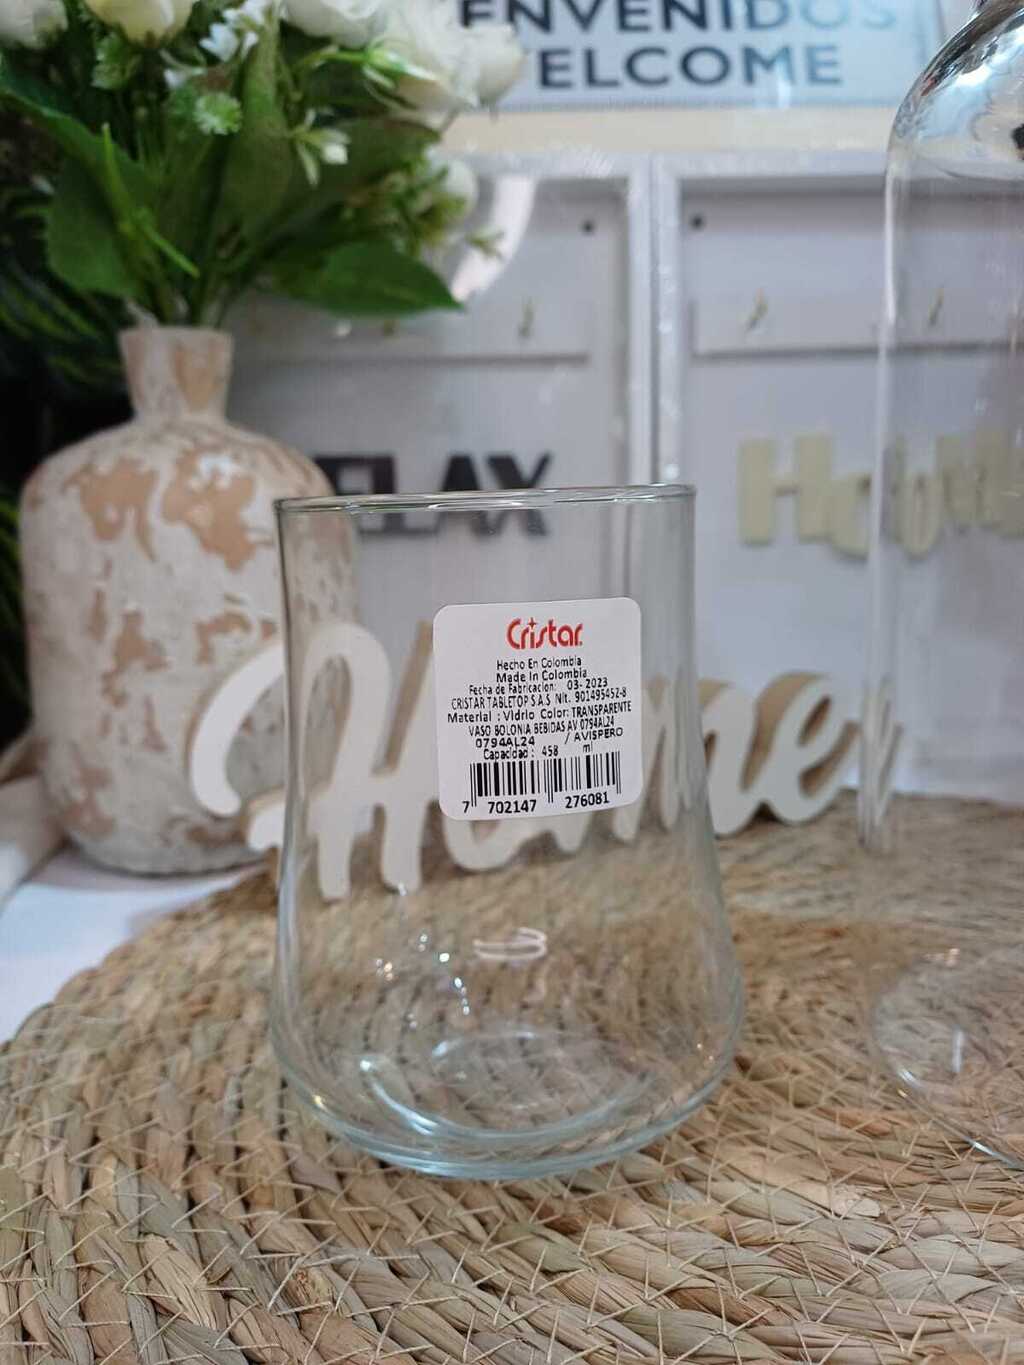 ENVENIDOS
ELCOME
RELAX
Home
Home
Cristar
Hecho En Colombia
Made In Colombia
Fecha de Fabricacion: 03-2023
CRISTAR TABLETOP S.A.S Nit. 901495452-8
Material : Vidrio Color: TRANSPARENTE
VASO BOLONIA BEBIDAS AV 0794AL24
0794AL24 / AVISPERO
Capacidad : 458 ml
7 702147 276081